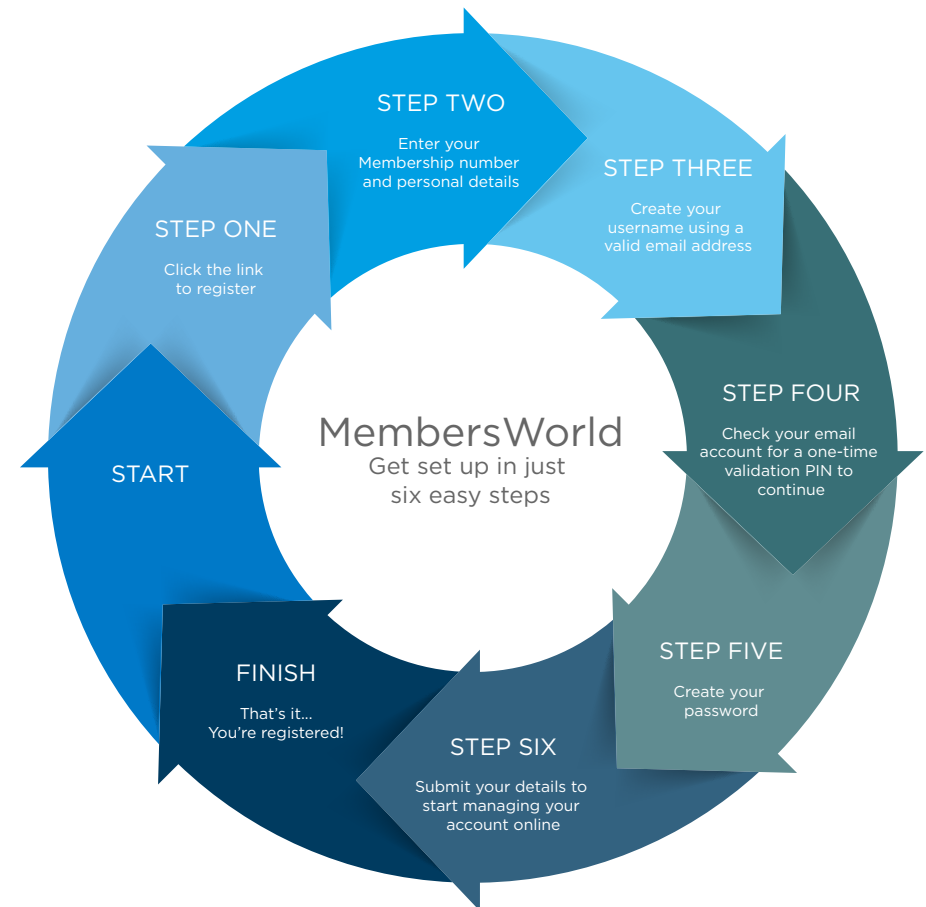 MembersWorld
Get set up in just
six easy steps
START
STEP ONE
Click the link
to register
STEP TWO
Enter your
Membership number
and personal details
STEP THREE
Create your
username using a
valid email address
STEP FOUR
Check your email
account for a one-time
validation PIN to
continue
STEP FIVE
Create your
password
STEP SIX
Submit your details to
start managing your
account online
FINISH
That’s it...
You’re registered!